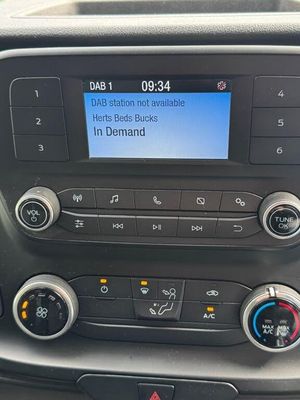 DAB 1 09:34
DAB station not available
Herts Beds Bucks
In Demand
1
2
3
4
5
6
VOL
TUNE
OK
A/C
MAX
A/C
MAX